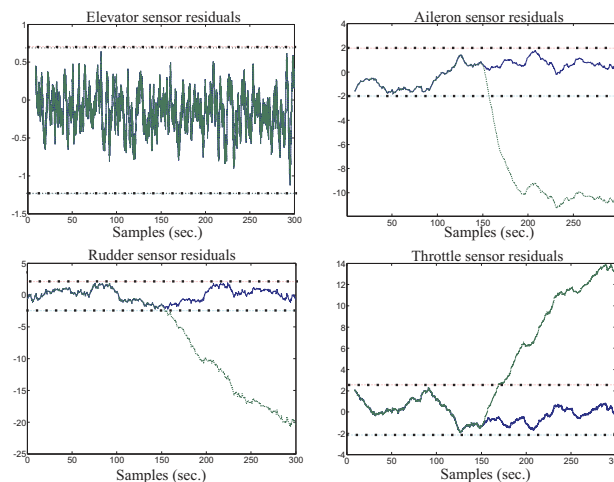 Elevator sensor residuals
1
0.5
0
-0.5
-1
-1.5
0 50 100 150 200 250 300
Samples (sec.)
Aileron sensor residuals
4
2
0
-2
-4
-6
-8
-10
-12
50 100 150 200 250
Samples (sec.)
Rudder sensor residuals
5
0
-5
-10
-15
-20
-25
0 50 100 150 200 250 300
Samples (sec.)
Throttle sensor residuals
14
12
10
8
6
4
2
0
-2
-4
0 50 100 150 200 250
Samples (sec.)